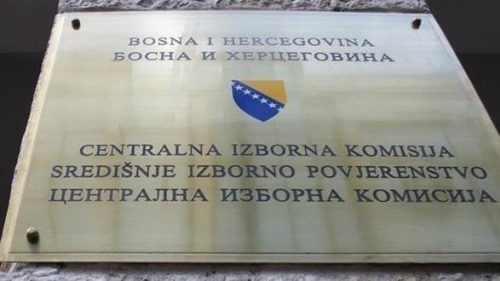 BOSNA I HERCEGOVINA
БОСНА И ХЕРЦЕГОВИНА
CENTRALNA IZBORNA KOMISIJA
SREDIŠNJE IZBORNO POVJERENSTVO
ЦЕНТРАЛНА ИЗБОРНА КОМИСИЈА